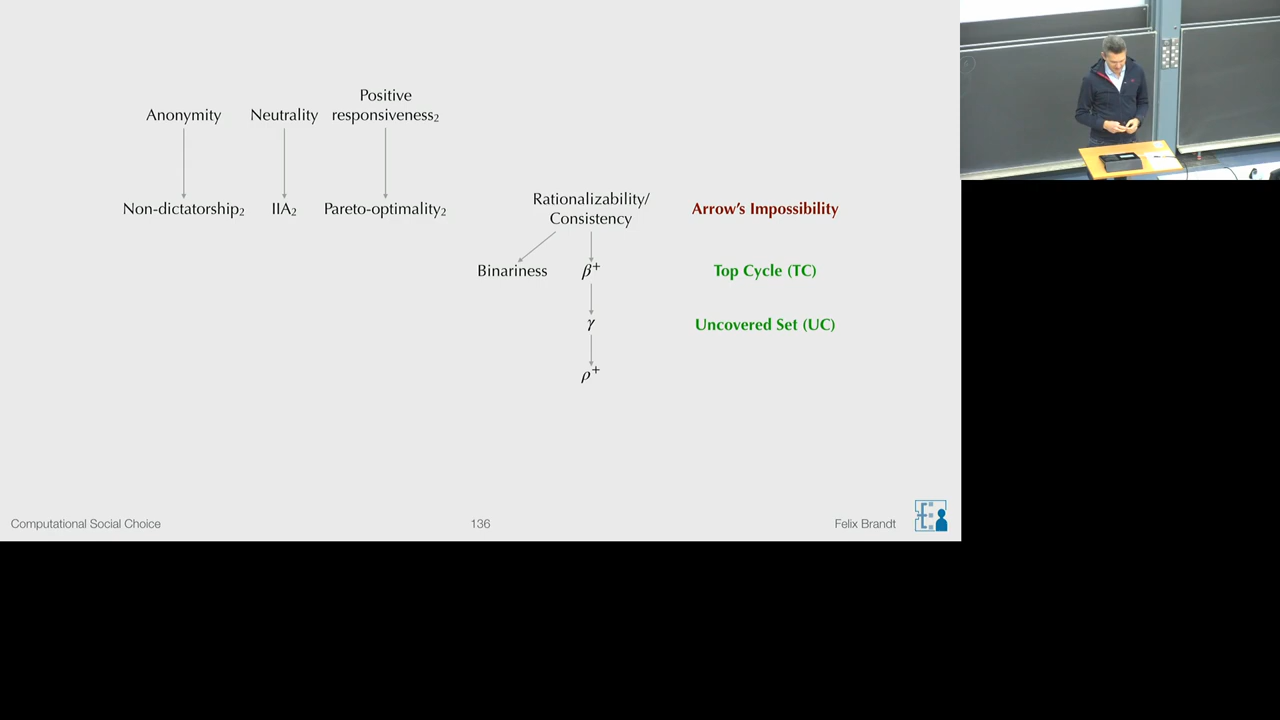 Positive
Anonymity Neutrality responsiveness₂
Rationalizability/
Consistency
Non-dictatorship₂ IIA₂ Pareto-optimality₂ Arrow’s Impossibility
Binariness β⁺ Top Cycle (TC)
γ Uncovered Set (UC)
ρ⁺
Computational Social Choice 136 Felix Brandt